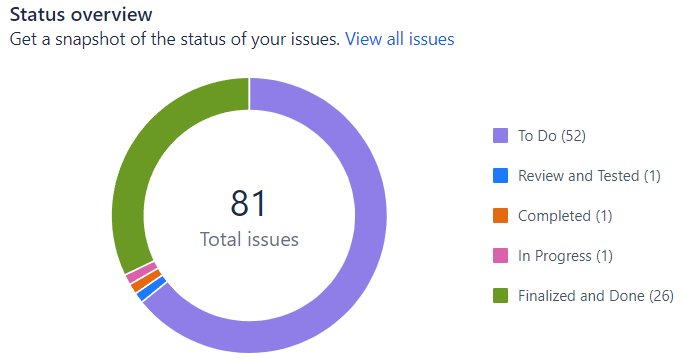 Status overview
Get a snapshot of the status of your issues. View all issues
81
Total issues
To Do (52)
Review and Tested (1)
Completed (1)
In Progress (1)
Finalized and Done (26)